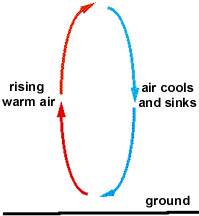 rising
warm air
air cools
and sinks
ground